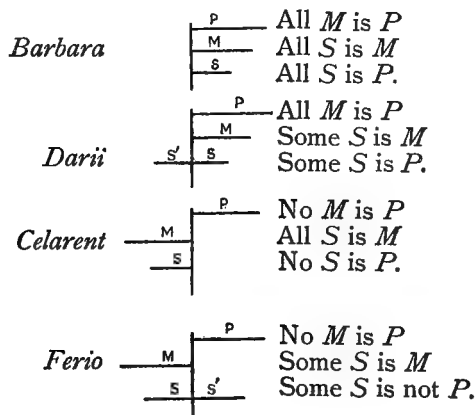 P All M is P
Barbara M All S is M
S All S is P.
P All M is P
M Some S is M
Darii S' S Some S is P.
P No M is P
Celarent M All S is M
S No S is P.
P No M is P
Ferio M Some S is M
S S' Some S is not P.